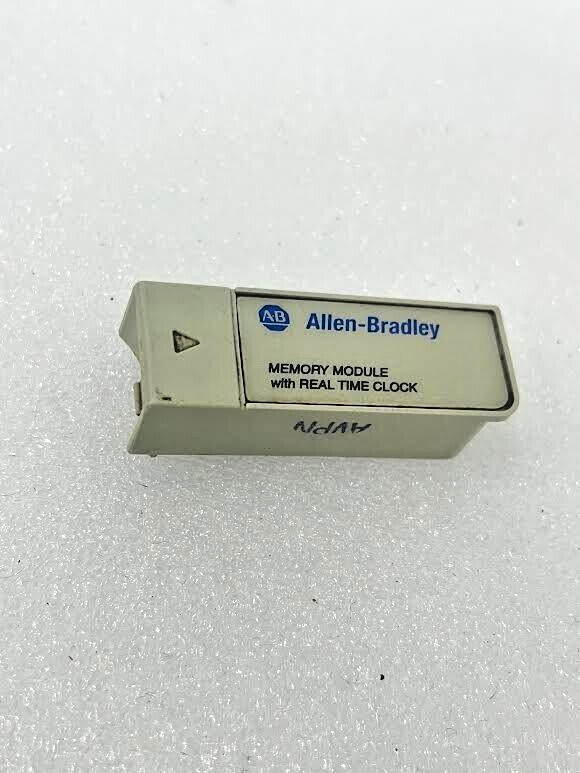 AB Allen-Bradley
MEMORY MODULE
with REAL TIME CLOCK
AVPN